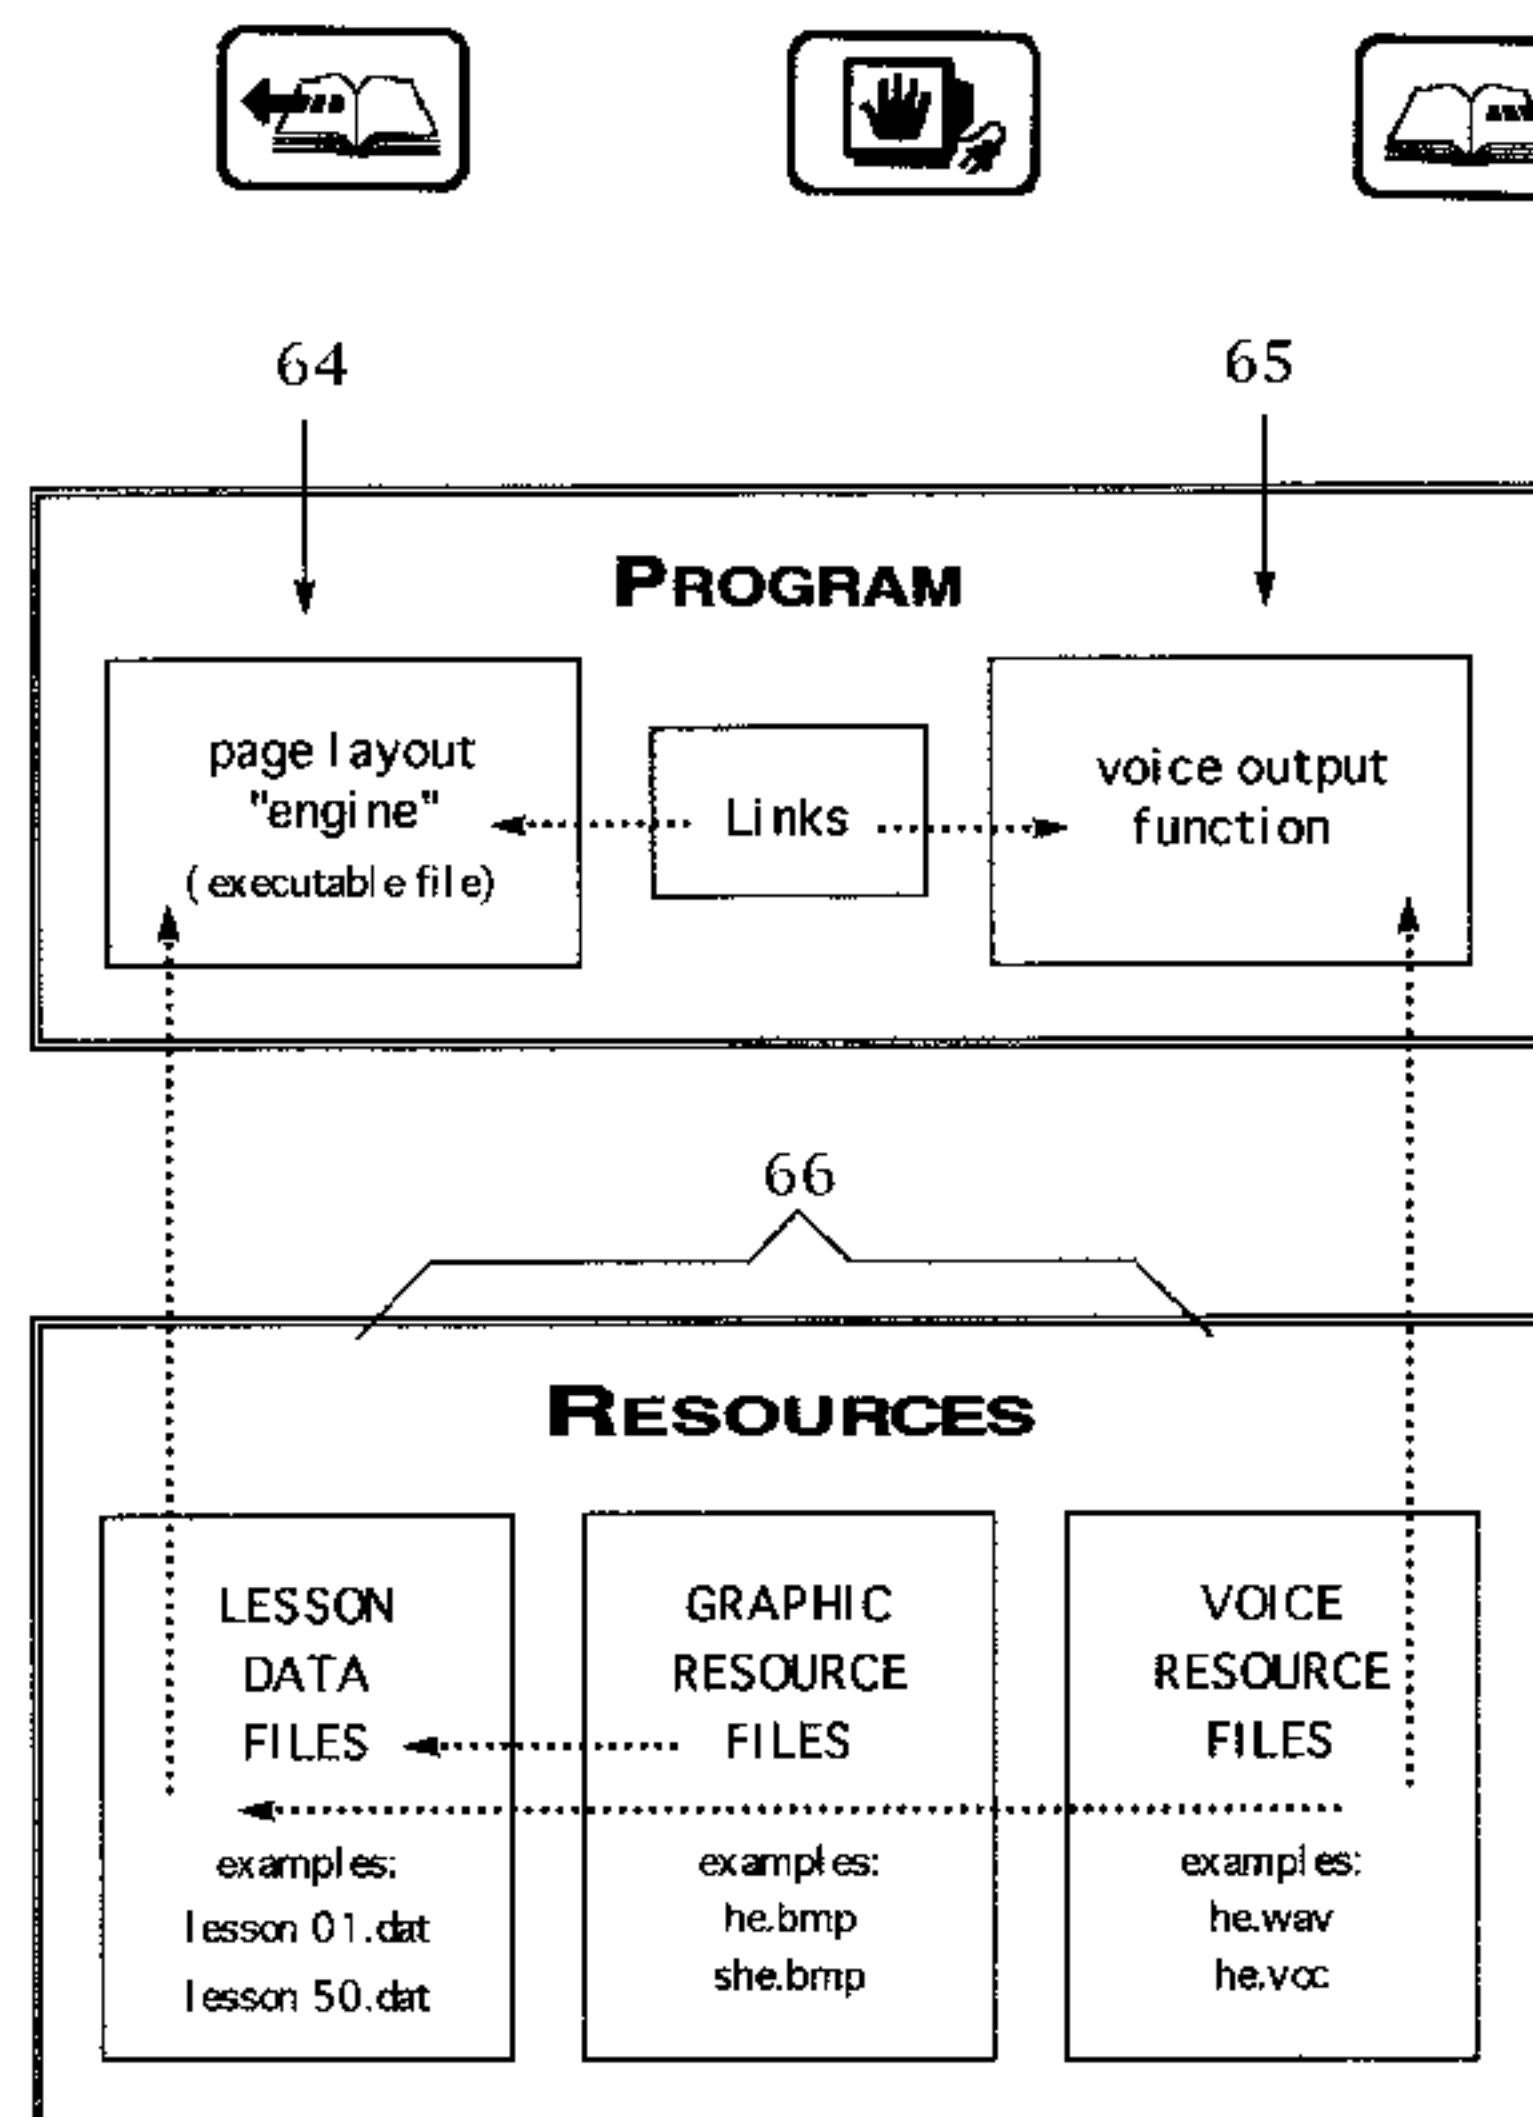 64
65
PROGRAM
page layout
"engine"
(executable file)
Links
voice output
function
66
RESOURCES
LESSON
DATA
FILES
examples:
lesson 01.dat
lesson 50.dat
GRAPHIC
RESOURCE
FILES
examples:
he.bmp
she.bmp
VOICE
RESOURCE
FILES
examples:
he.wav
he.voc